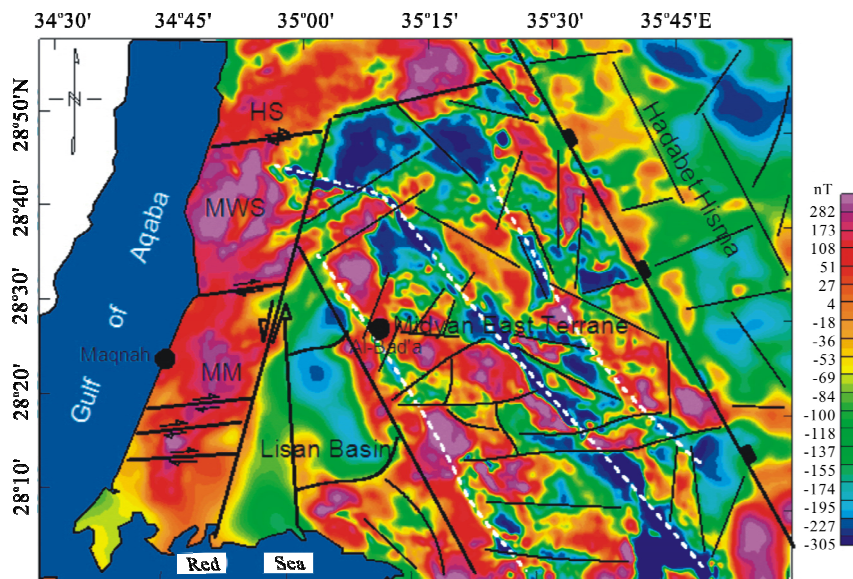 34°30' 34°45' 35°00' 35°15' 35°30' 35°45'
28°50'N
28°40'
28°30'
28°20'
28°10'
N
HS
MWS
MM
Gulf of Aqaba
Maqnah
Hadabet Hisma
Midyan East Terrane
Al-Bad'a
Lisan Basin
Red Sea
nT
282
173
108
51
27
4
-18
-36
-53
-69
-84
-100
-118
-137
-155
-174
-195
-227
-305